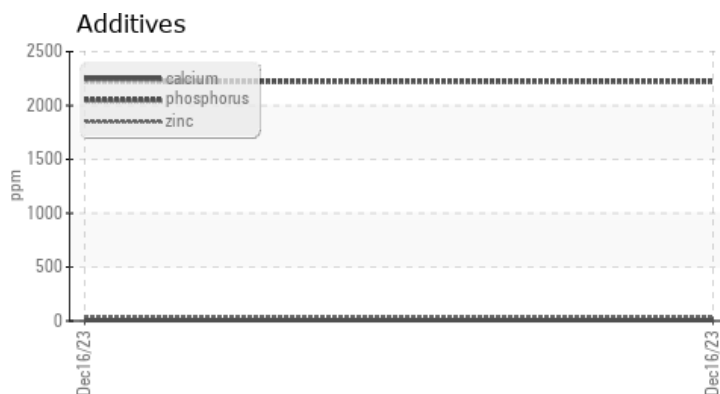 Additives
2500
2000
1500
1000
500
0
ppm
calcium
phosphorus
zinc
Dec16/23
Dec16/23